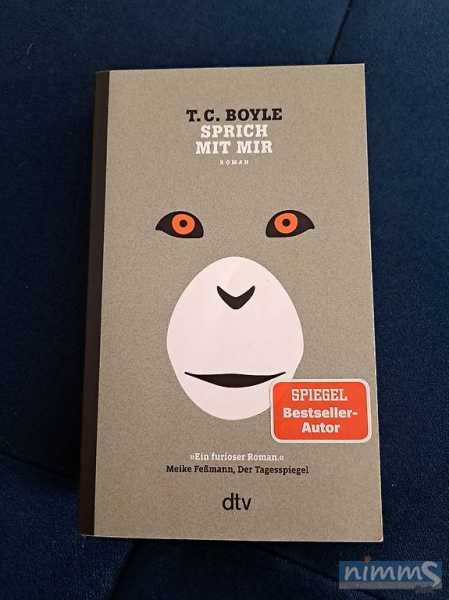 T. C. BOYLE
SPRICH
MIT MIR
ROMAN
SPIEGEL
Bestseller-
Autor
»Ein furioser Roman.«
Meike Feßmann, Der Tagesspiegel
dtv
nimms